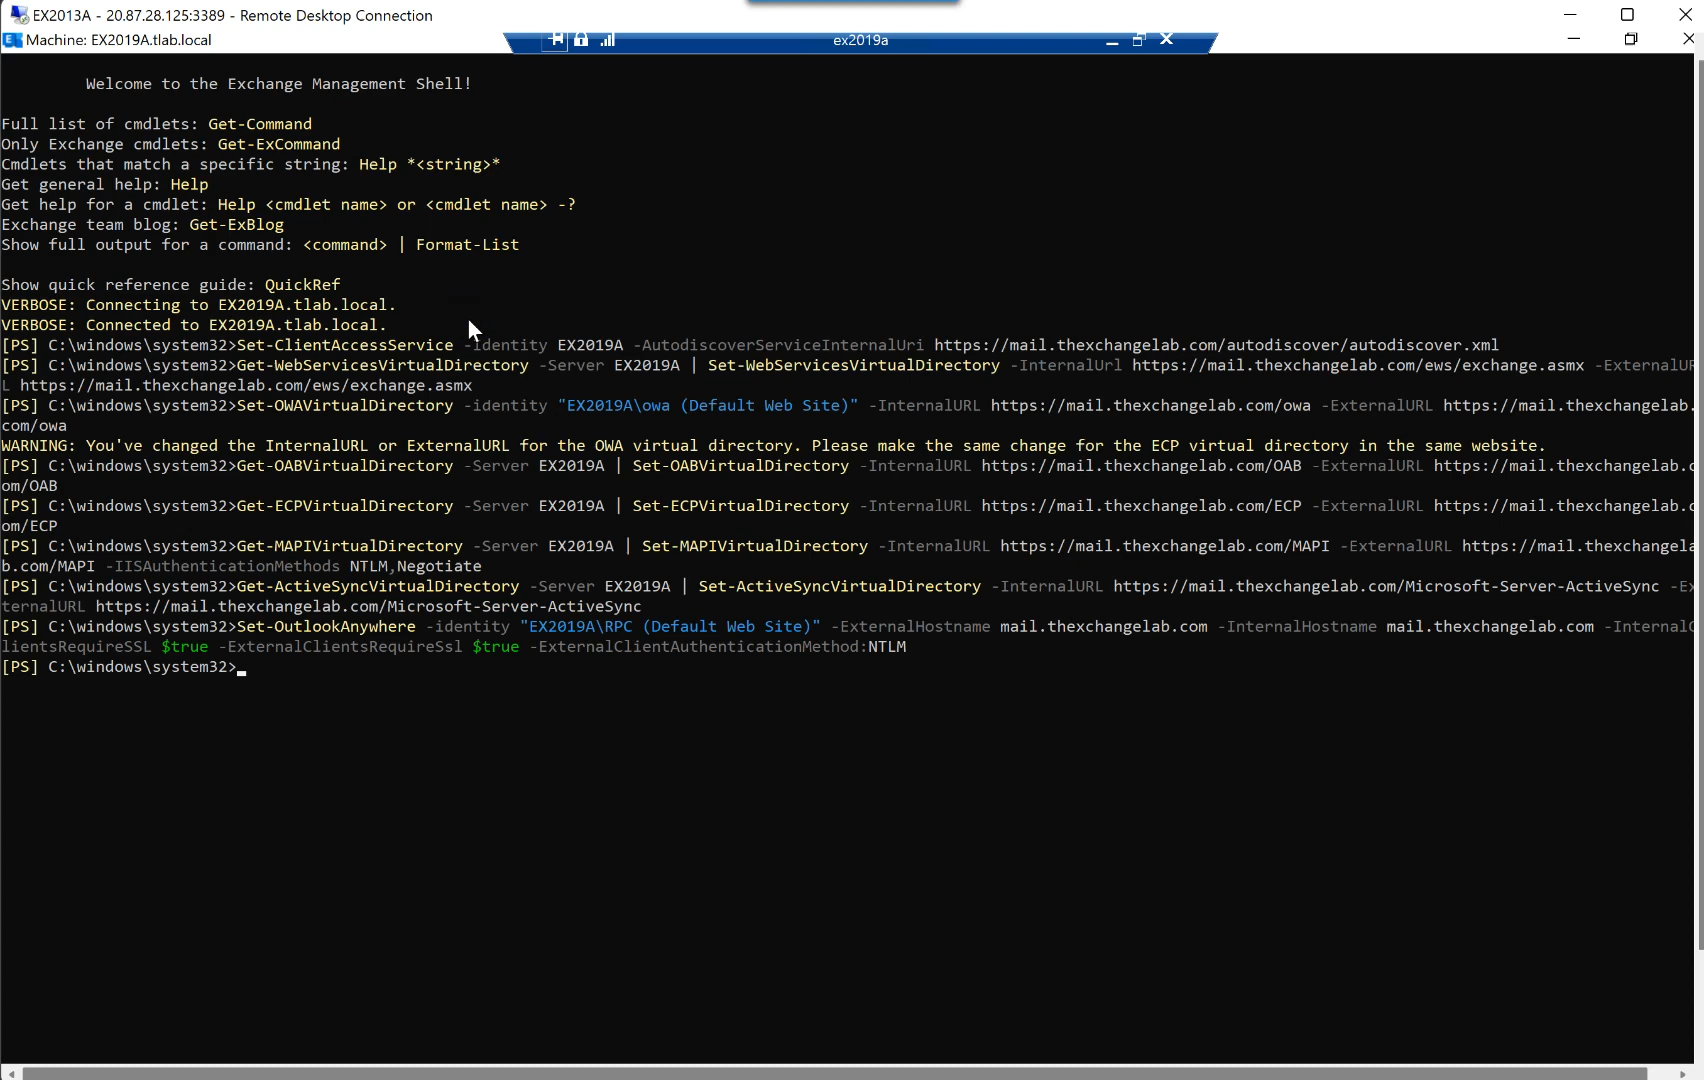 EX2013A - 20.87.28.125:3389 - Remote Desktop Connection
Machine: EX2019A.tlab.local
ex2019a
Welcome to the Exchange Management Shell!
Full list of cmdlets: Get-Command
Only Exchange cmdlets: Get-ExCommand
Cmdlets that match a specific string: Help *<string>*
Get general help: Help
Get help for a cmdlet: Help <cmdlet name> or <cmdlet name> -?
Exchange team blog: Get-ExBlog
Show full output for a command: <command> | Format-List
Show quick reference guide: QuickRef
VERBOSE: Connecting to EX2019A.tlab.local.
VERBOSE: Connected to EX2019A.tlab.local.
[PS] C:\windows\system32>Set-ClientAccessService -Identity EX2019A -AutodiscoverServiceInternalUri https://mail.thexchangelab.com/autodiscover/autodiscover.xml
[PS] C:\windows\system32>Get-WebServicesVirtualDirectory -Server EX2019A | Set-WebServicesVirtualDirectory -InternalUrl https://mail.thexchangelab.com/ews/exchange.asmx -ExternalUR
L https://mail.thexchangelab.com/ews/exchange.asmx
[PS] C:\windows\system32>Set-OWAVirtualDirectory -identity "EX2019A\owa (Default Web Site)" -InternalURL https://mail.thexchangelab.com/owa -ExternalURL https://mail.thexchangelab.
com/owa
WARNING: You've changed the InternalURL or ExternalURL for the OWA virtual directory. Please make the same change for the ECP virtual directory in the same website.
[PS] C:\windows\system32>Get-OABVirtualDirectory -Server EX2019A | Set-OABVirtualDirectory -InternalURL https://mail.thexchangelab.com/OAB -ExternalURL https://mail.thexchangelab.c
om/OAB
[PS] C:\windows\system32>Get-ECPVirtualDirectory -Server EX2019A | Set-ECPVirtualDirectory -InternalURL https://mail.thexchangelab.com/ECP -ExternalURL https://mail.thexchangelab.c
om/ECP
[PS] C:\windows\system32>Get-MAPIVirtualDirectory -Server EX2019A | Set-MAPIVirtualDirectory -InternalURL https://mail.thexchangelab.com/MAPI -ExternalURL https://mail.thexchangela
b.com/MAPI -IISAuthenticationMethods NTLM,Negotiate
[PS] C:\windows\system32>Get-ActiveSyncVirtualDirectory -Server EX2019A | Set-ActiveSyncVirtualDirectory -InternalURL https://mail.thexchangelab.com/Microsoft-Server-ActiveSync -Ex
ternalURL https://mail.thexchangelab.com/Microsoft-Server-ActiveSync
[PS] C:\windows\system32>Set-OutlookAnywhere -identity "EX2019A\RPC (Default Web Site)" -ExternalHostname mail.thexchangelab.com -InternalHostname mail.thexchangelab.com -InternalC
lientsRequireSSL $true -ExternalClientsRequireSsl $true -ExternalClientAuthenticationMethod:NTLM
[PS] C:\windows\system32>